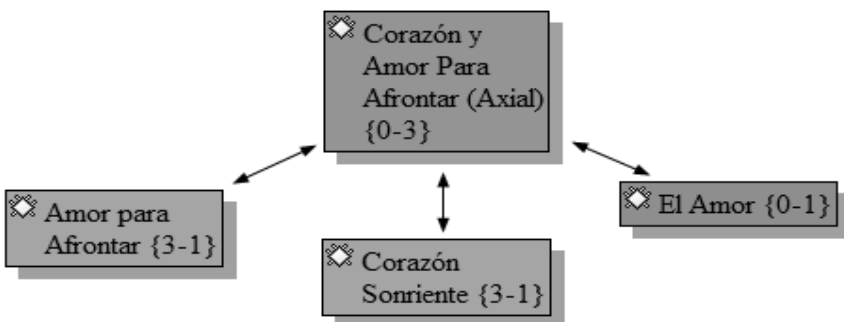 Corazón y
Amor Para
Afrontar (Axial)
{0-3}
Amor para
Afrontar {3-1}
El Amor {0-1}
Corazón
Sonriente {3-1}